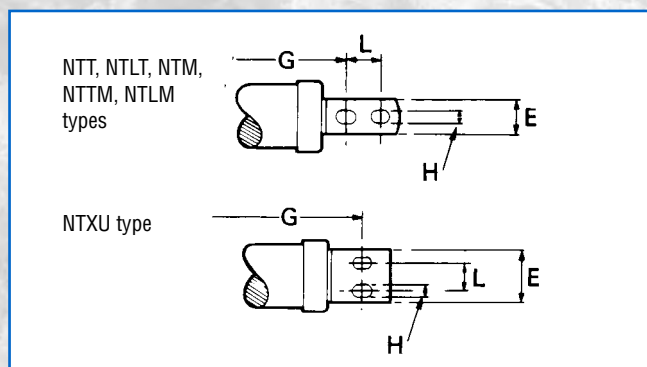 NTT, NTLT, NTM,
NTTM, NTLM
types
G
L
E
H
NTXU type
G
L
E
H